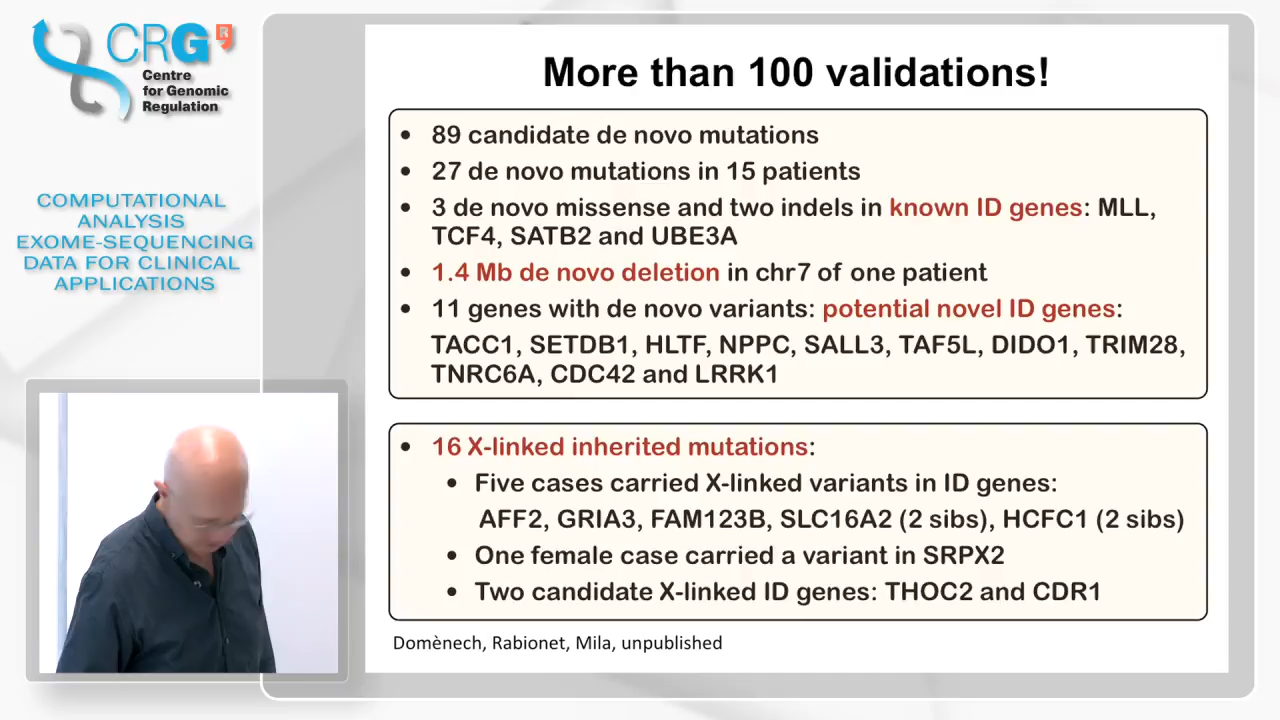 CRG
R
Centre
for Genomic
Regulation
COMPUTATIONAL
ANALYSIS
EXOME-SEQUENCING
DATA FOR CLINICAL
APPLICATIONS
More than 100 validations!
• 89 candidate de novo mutations
• 27 de novo mutations in 15 patients
• 3 de novo missense and two indels in known ID genes: MLL,
TCF4, SATB2 and UBE3A
• 1.4 Mb de novo deletion in chr7 of one patient
• 11 genes with de novo variants: potential novel ID genes:
TACC1, SETDB1, HLTF, NPPC, SALL3, TAF5L, DIDO1, TRIM28,
TNRC6A, CDC42 and LRRK1
• 16 X-linked inherited mutations:
• Five cases carried X-linked variants in ID genes:
AFF2, GRIA3, FAM123B, SLC16A2 (2 sibs), HCFC1 (2 sibs)
• One female case carried a variant in SRPX2
• Two candidate X-linked ID genes: THOC2 and CDR1
Domènech, Rabionet, Mila, unpublished